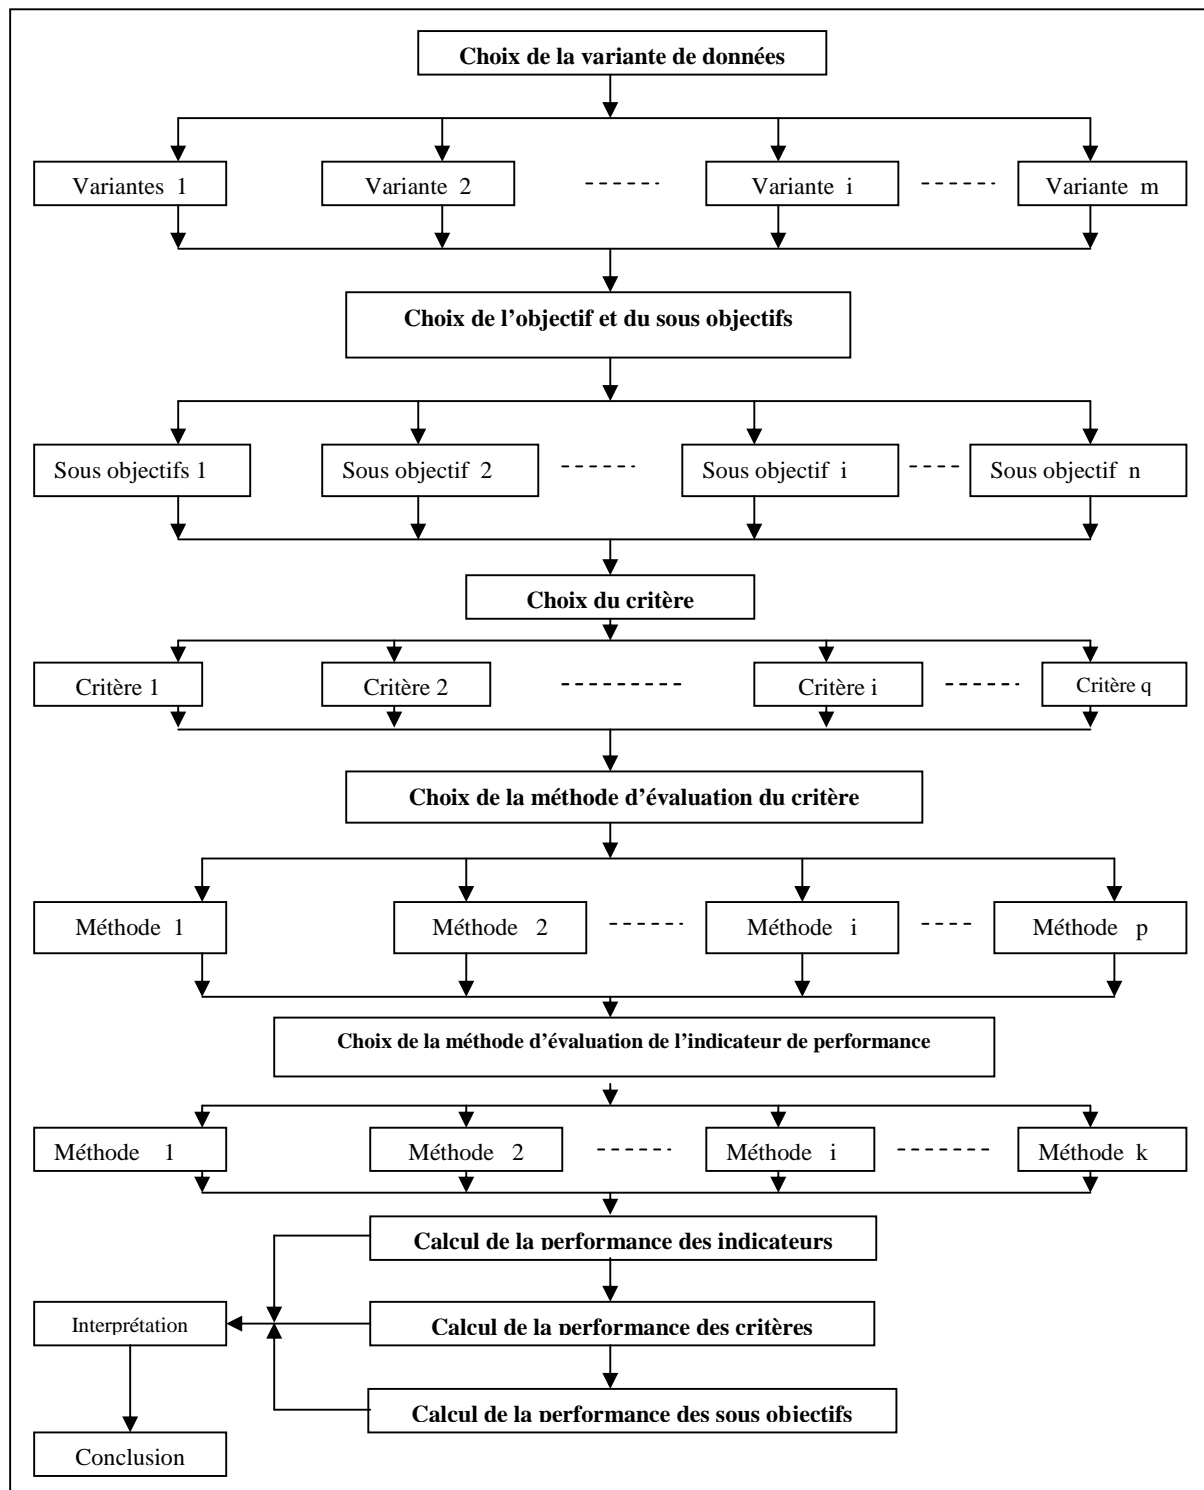 Choix de la variante de données
Variantes 1 Variante 2 Variante i Variante m
Choix de l’objectif et du sous objectifs
Sous objectifs 1 Sous objectif 2 Sous objectif i Sous objectif n
Choix du critère
Critère 1 Critère 2 Critère i Critère q
Choix de la méthode d’évaluation du critère
Méthode 1 Méthode 2 Méthode i Méthode p
Choix de la méthode d’évaluation de l’indicateur de performance
Méthode 1 Méthode 2 Méthode i Méthode k
Calcul de la performance des indicateurs
Interprétation Calcul de la performance des critères
Calcul de la performance des sous objectifs
Conclusion